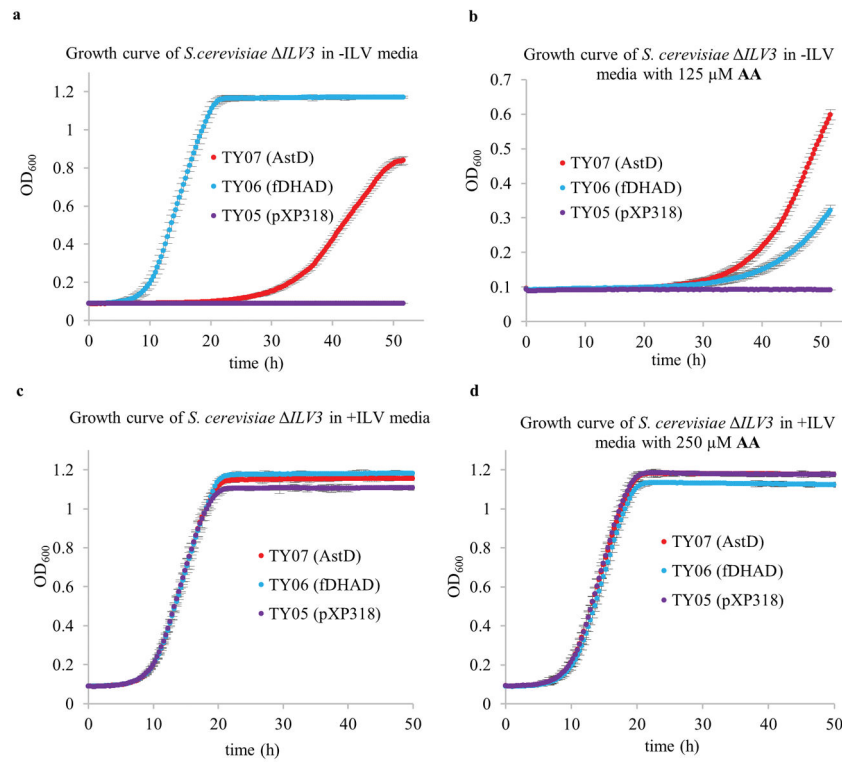 a
Growth curve of S.cerevisiae ΔILV3 in -ILV media
1.2
1
0.8
0.6
0.4
0.2
0
OD600
TY07 (AstD)
TY06 (fDHAD)
TY05 (pXP318)
0 10 20 30 40 50
time (h)
b
Growth curve of S. cerevisiae ΔILV3 in -ILV
media with 125 µM AA
0.7
0.6
0.5
0.4
0.3
0.2
0.1
0
OD600
TY07 (AstD)
TY06 (fDHAD)
TY05 (pXP318)
0 10 20 30 40 50
time (h)
c
Growth curve of S. cerevisiae ΔILV3 in +ILV media
1.2
1
0.8
0.6
0.4
0.2
0
OD600
TY07 (AstD)
TY06 (fDHAD)
TY05 (pXP318)
0 10 20 30 40 50
time (h)
d
Growth curve of S. cerevisiae ΔILV3 in +ILV
media with 250 µM AA
1.2
1
0.8
0.6
0.4
0.2
0
OD600
TY07 (AstD)
TY06 (fDHAD)
TY05 (pXP318)
0 10 20 30 40 50
time (h)